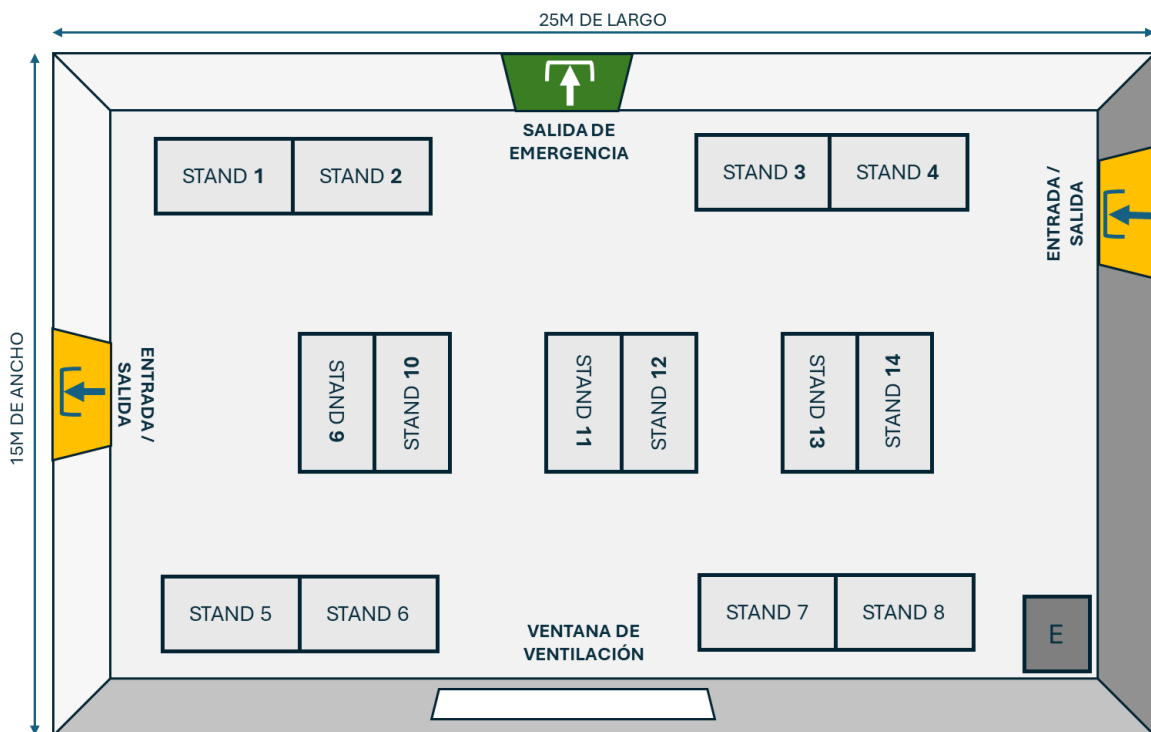 25M DE LARGO
15M DE ANCHO
SALIDA DE
EMERGENCIA
STAND 1
STAND 2
STAND 3
STAND 4
ENTRADA /
SALIDA
ENTRADA /
SALIDA
STAND 9
STAND 10
STAND 11
STAND 12
STAND 13
STAND 14
STAND 5
STAND 6
STAND 7
STAND 8
VENTANA DE
VENTILACIÓN
E